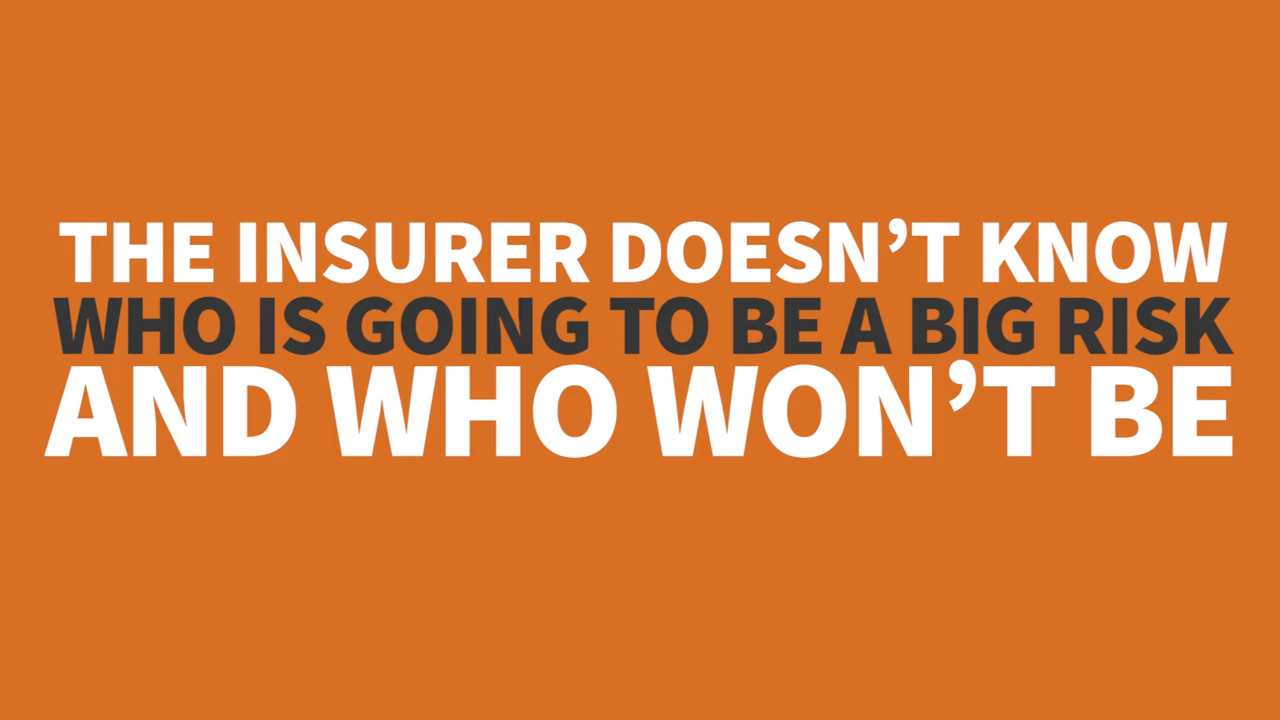 THE INSURER DOESN’T KNOW
WHO IS GOING TO BE A BIG RISK
AND WHO WON’T BE